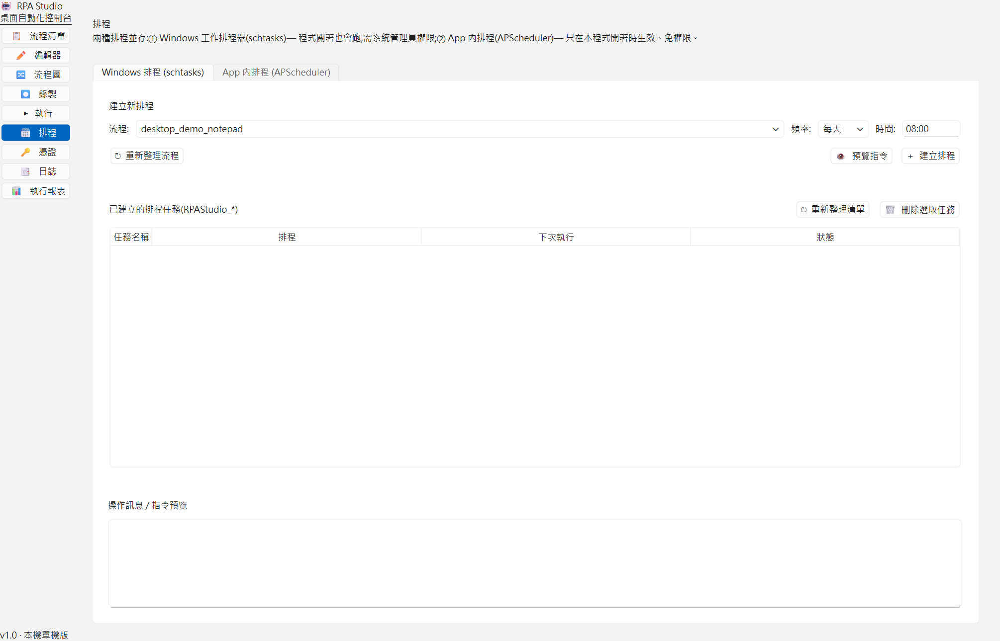 RPA Studio
桌面自動化控制台
流程清單
編輯器
流程圖
錄製
執行
排程
憑證
日誌
執行報表
v1.0 · 本機單機版
排程
兩種排程並存:① Windows 工作排程器(schtasks)— 程式關著也會跑,需系統管理員權限;② App 內排程(APScheduler)— 只在本程式開著時生效、免權限。
Windows 排程 (schtasks)
App 內排程 (APScheduler)
建立新排程
流程: desktop_demo_notepad 頻率: 每天 時間: 08:00
重新整理流程 預覽指令 + 建立排程
已建立的排程任務(RPAStudio_*) 重新整理清單 刪除選取任務
任務名稱 排程 下次執行 狀態
操作訊息 / 指令預覽